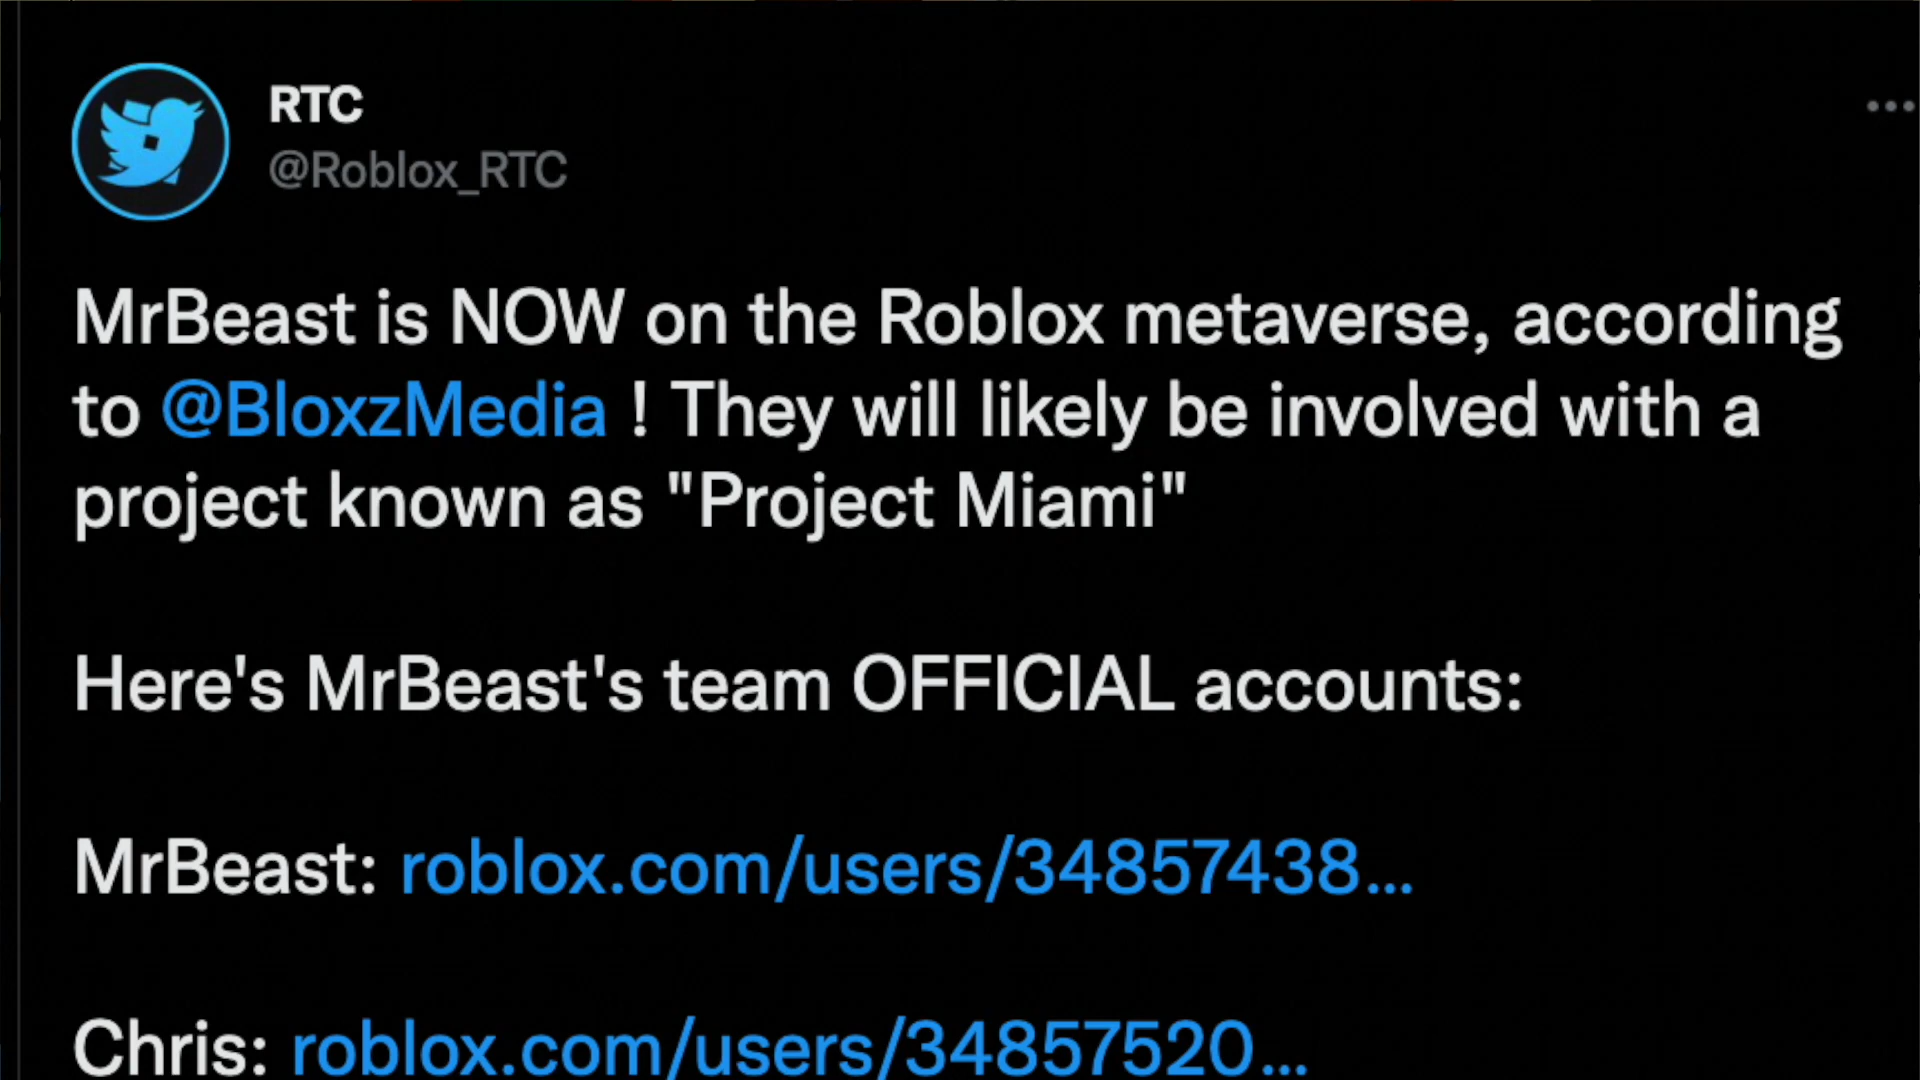 RTC
@Roblox_RTC
MrBeast is NOW on the Roblox metaverse, according
to @BloxzMedia ! They will likely be involved with a
project known as "Project Miami"
Here's MrBeast's team OFFICIAL accounts:
MrBeast: roblox.com/users/34857438...
Chris: roblox.com/users/34857520...